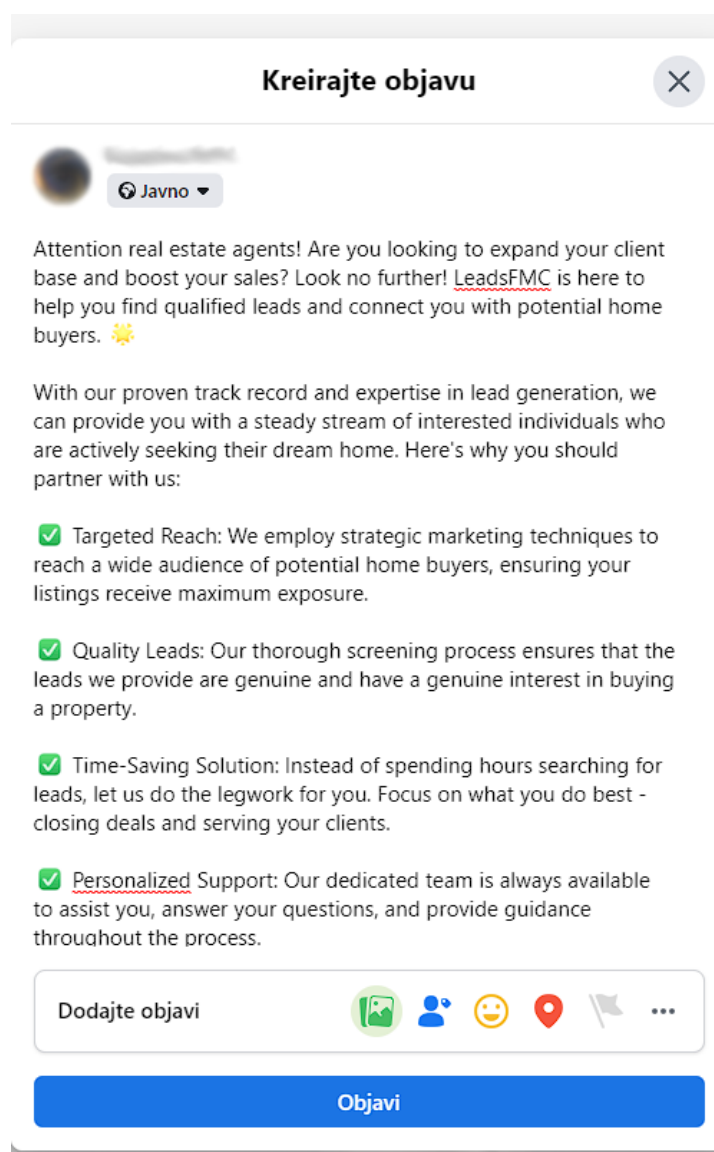 Kreirajte objavu
Javno
Attention real estate agents! Are you looking to expand your client
base and boost your sales? Look no further! LeadsFMC is here to
help you find qualified leads and connect you with potential home
buyers. 🌟
With our proven track record and expertise in lead generation, we
can provide you with a steady stream of interested individuals who
are actively seeking their dream home. Here's why you should
partner with us:
✅ Targeted Reach: We employ strategic marketing techniques to
reach a wide audience of potential home buyers, ensuring your
listings receive maximum exposure.
✅ Quality Leads: Our thorough screening process ensures that the
leads we provide are genuine and have a genuine interest in buying
a property.
✅ Time-Saving Solution: Instead of spending hours searching for
leads, let us do the legwork for you. Focus on what you do best -
closing deals and serving your clients.
✅ Personalized Support: Our dedicated team is always available
to assist you, answer your questions, and provide guidance
throughout the process.
Dodajte objavi
Objavi